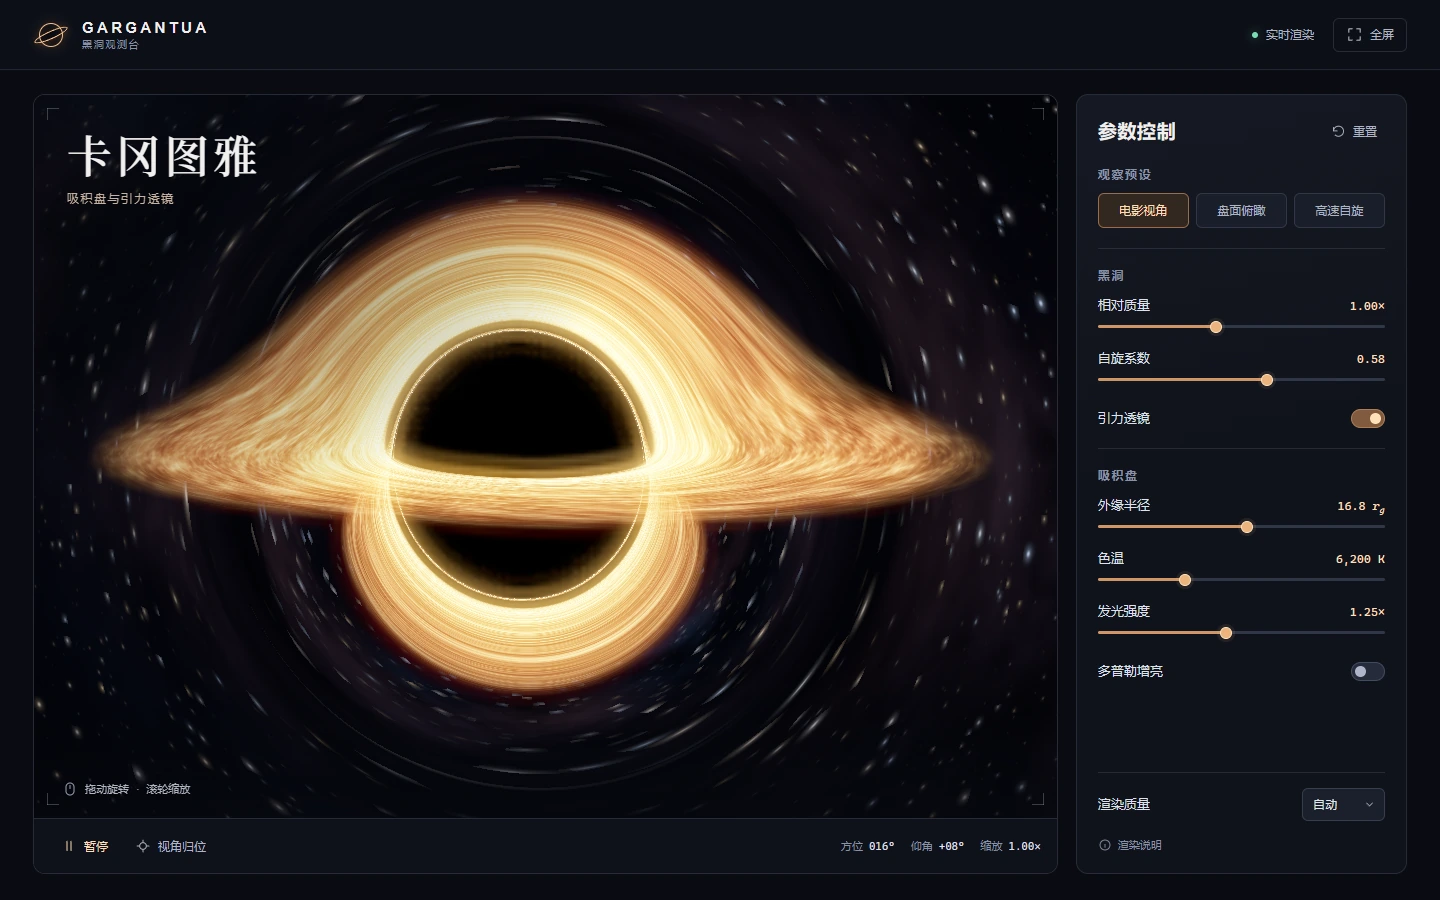 GARGANTUA
黑洞观测台
实时渲染
全屏
卡冈图雅
吸积盘与引力透镜
拖动旋转 · 滚轮缩放
暂停
视角归位
方位 016° 仰角 +08° 缩放 1.00×
参数控制
重置
观察预设
电影视角
盘面俯瞰
高速自旋
黑洞
相对质量 1.00×
自旋系数 0.58
引力透镜
吸积盘
外缘半径 16.8 rg
色温 6,200 K
发光强度 1.25×
多普勒增亮
渲染质量 自动
渲染说明